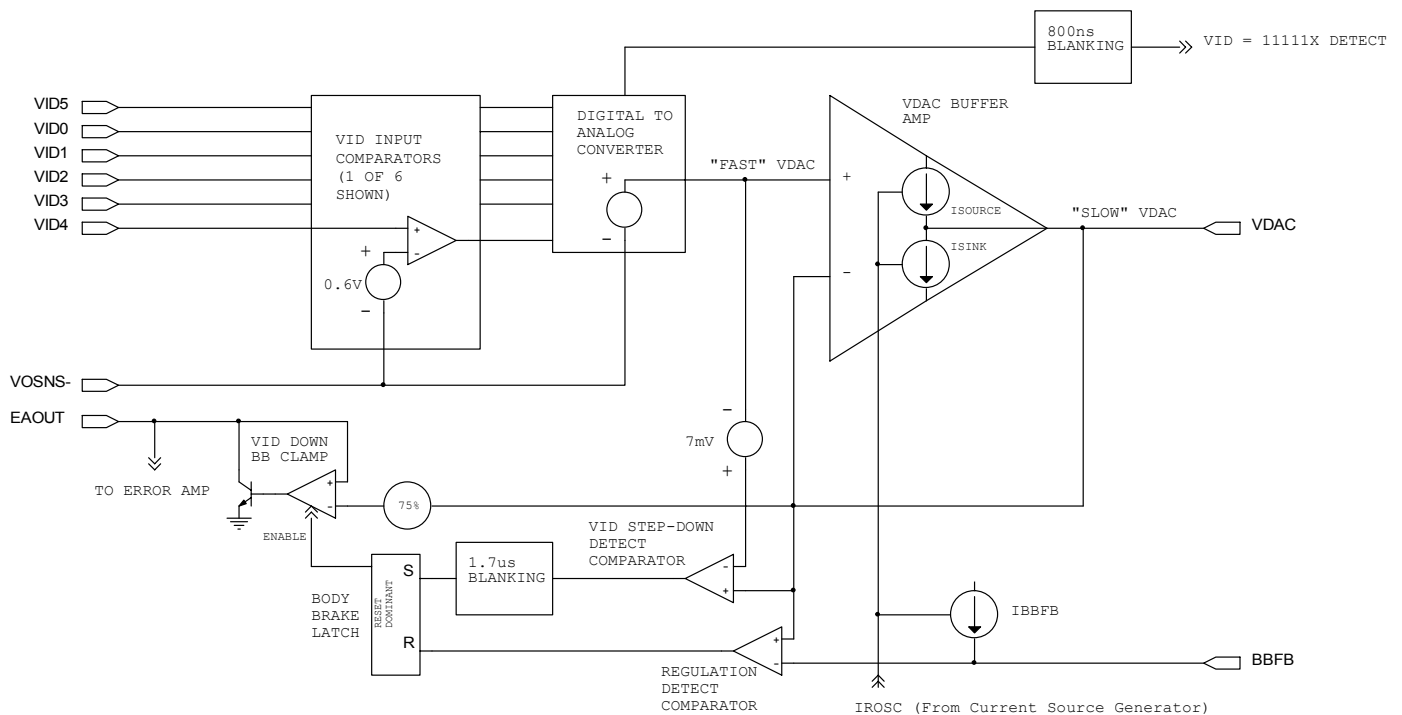 800ns
BLANKING
VID = 11111X DETECT
VID5
VID0
VID1
VID2
VID3
VID4
VID INPUT
COMPARATORS
(1 OF 6
SHOWN)
+
-
+
0.6V
-
DIGITAL TO
ANALOG
CONVERTER
+
-
"FAST" VDAC
VDAC BUFFER
AMP
+
-
ISOURCE
ISINK
"SLOW" VDAC
VDAC
VOSNS-
EAOUT
TO ERROR AMP
VID DOWN
BB CLAMP
+
-
ENABLE
75%
-
7mV
+
VID STEP-DOWN
DETECT
COMPARATOR
-
+
1.7us
BLANKING
BODY
BRAKE
LATCH
RESET
DOMINANT
S
R
REGULATION
DETECT
COMPARATOR
+
-
IBBFB
BBFB
IROSC (From Current Source Generator)